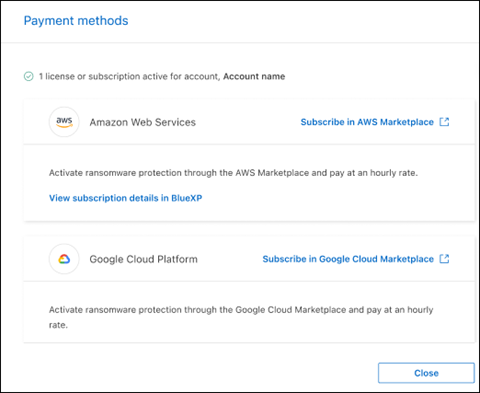 Payment methods
1 license or subscription active for account, Account name
aws
Amazon Web Services
Subscribe in AWS Marketplace
Activate ransomware protection through the AWS Marketplace and pay at an hourly rate.
View subscription details in BlueXP
Google Cloud Platform
Subscribe in Google Cloud Marketplace
Activate ransomware protection through the Google Cloud Marketplace and pay at an hourly
rate.
Close